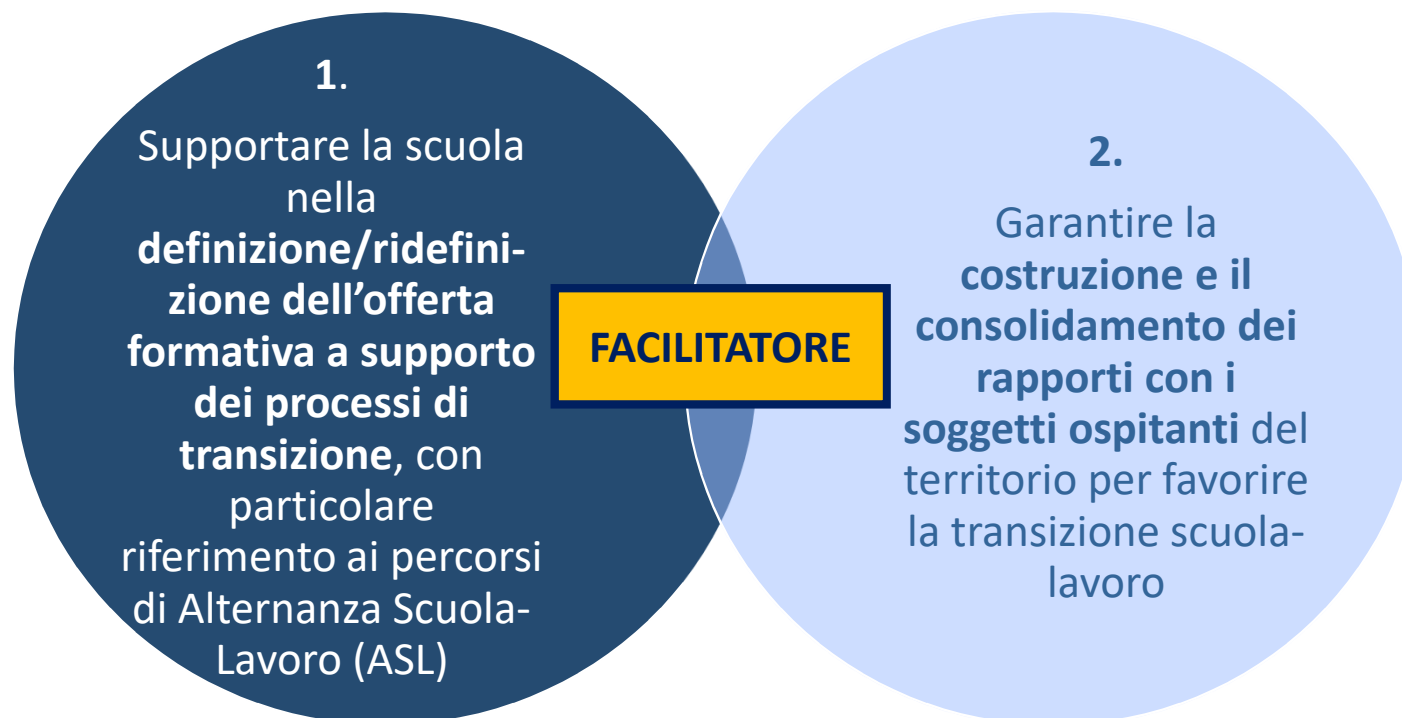 1.
Supportare la scuola
nella
definizione/ridefini-
zione dell’offerta
formativa a supporto
dei processi di
transizione, con
particolare
riferimento ai percorsi
di Alternanza Scuola-
Lavoro (ASL)
FACILITATORE
2.
Garantire la
costruzione e il
consolidamento dei
rapporti con i
soggetti ospitanti del
territorio per favorire
la transizione scuola-
lavoro